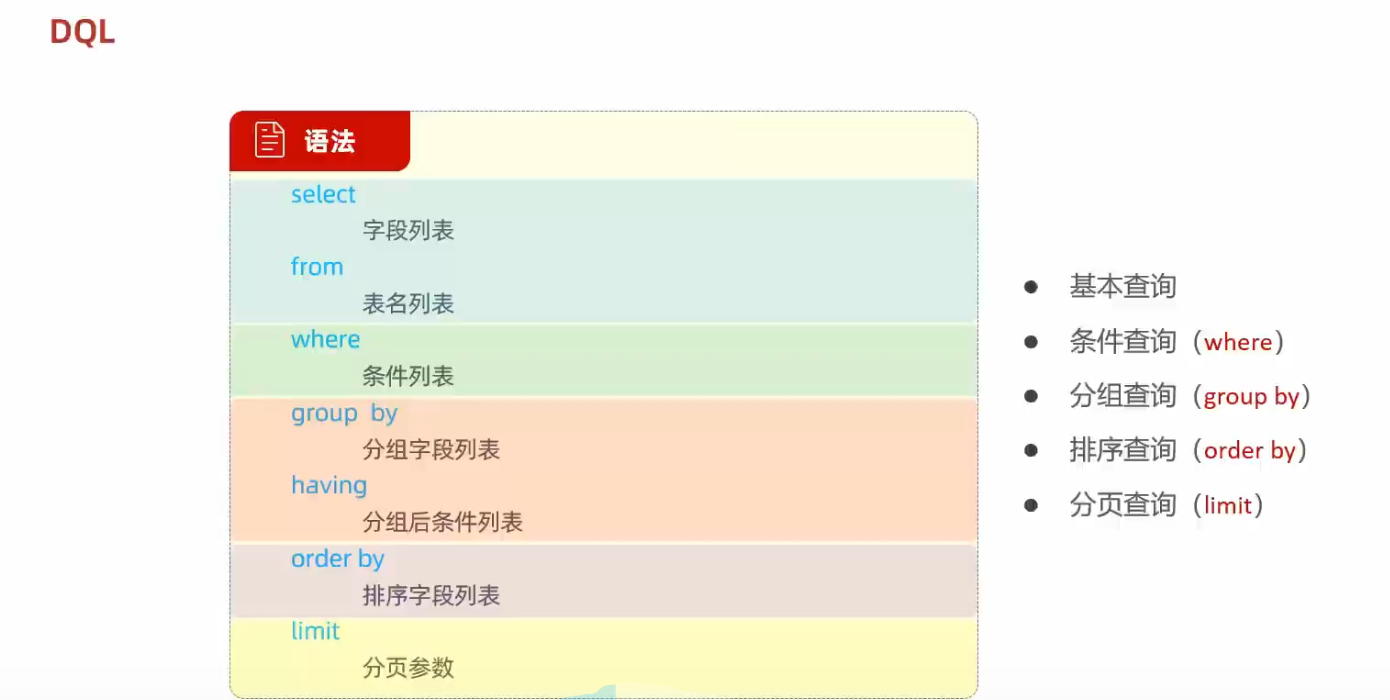 DQL
语法
select
字段列表
from
表名列表
where
条件列表
group by
分组字段列表
having
分组后条件列表
order by
排序字段列表
limit
分页参数
基本查询
条件查询（where）
分组查询（group by）
排序查询（order by）
分页查询（limit）